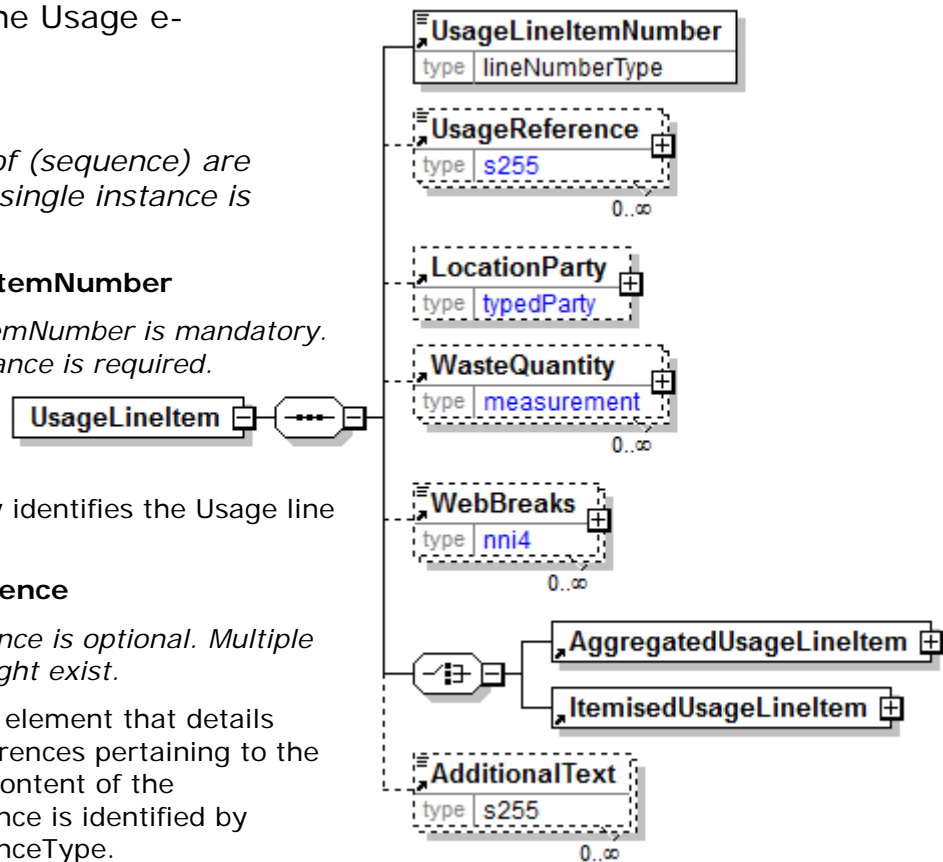 ne Usage e-
of (sequence) are
single instance is
temNumber
emNumber is mandatory.
ance is required.
UsageLineItem
identifies the Usage line
ence
nce is optional. Multiple
ght exist.
element that details
rences pertaining to the
ontent of the
nce is identified by
nceType.
UsageLineItemNumber
type lineNumberType
UsageReference
type s255
0..∞
LocationParty
type typedParty
WasteQuantity
type measurement
0..∞
WebBreaks
type nni4
0..∞
AggregatedUsageLineItem
ItemisedUsageLineItem
AdditionalText
type s255
0..∞